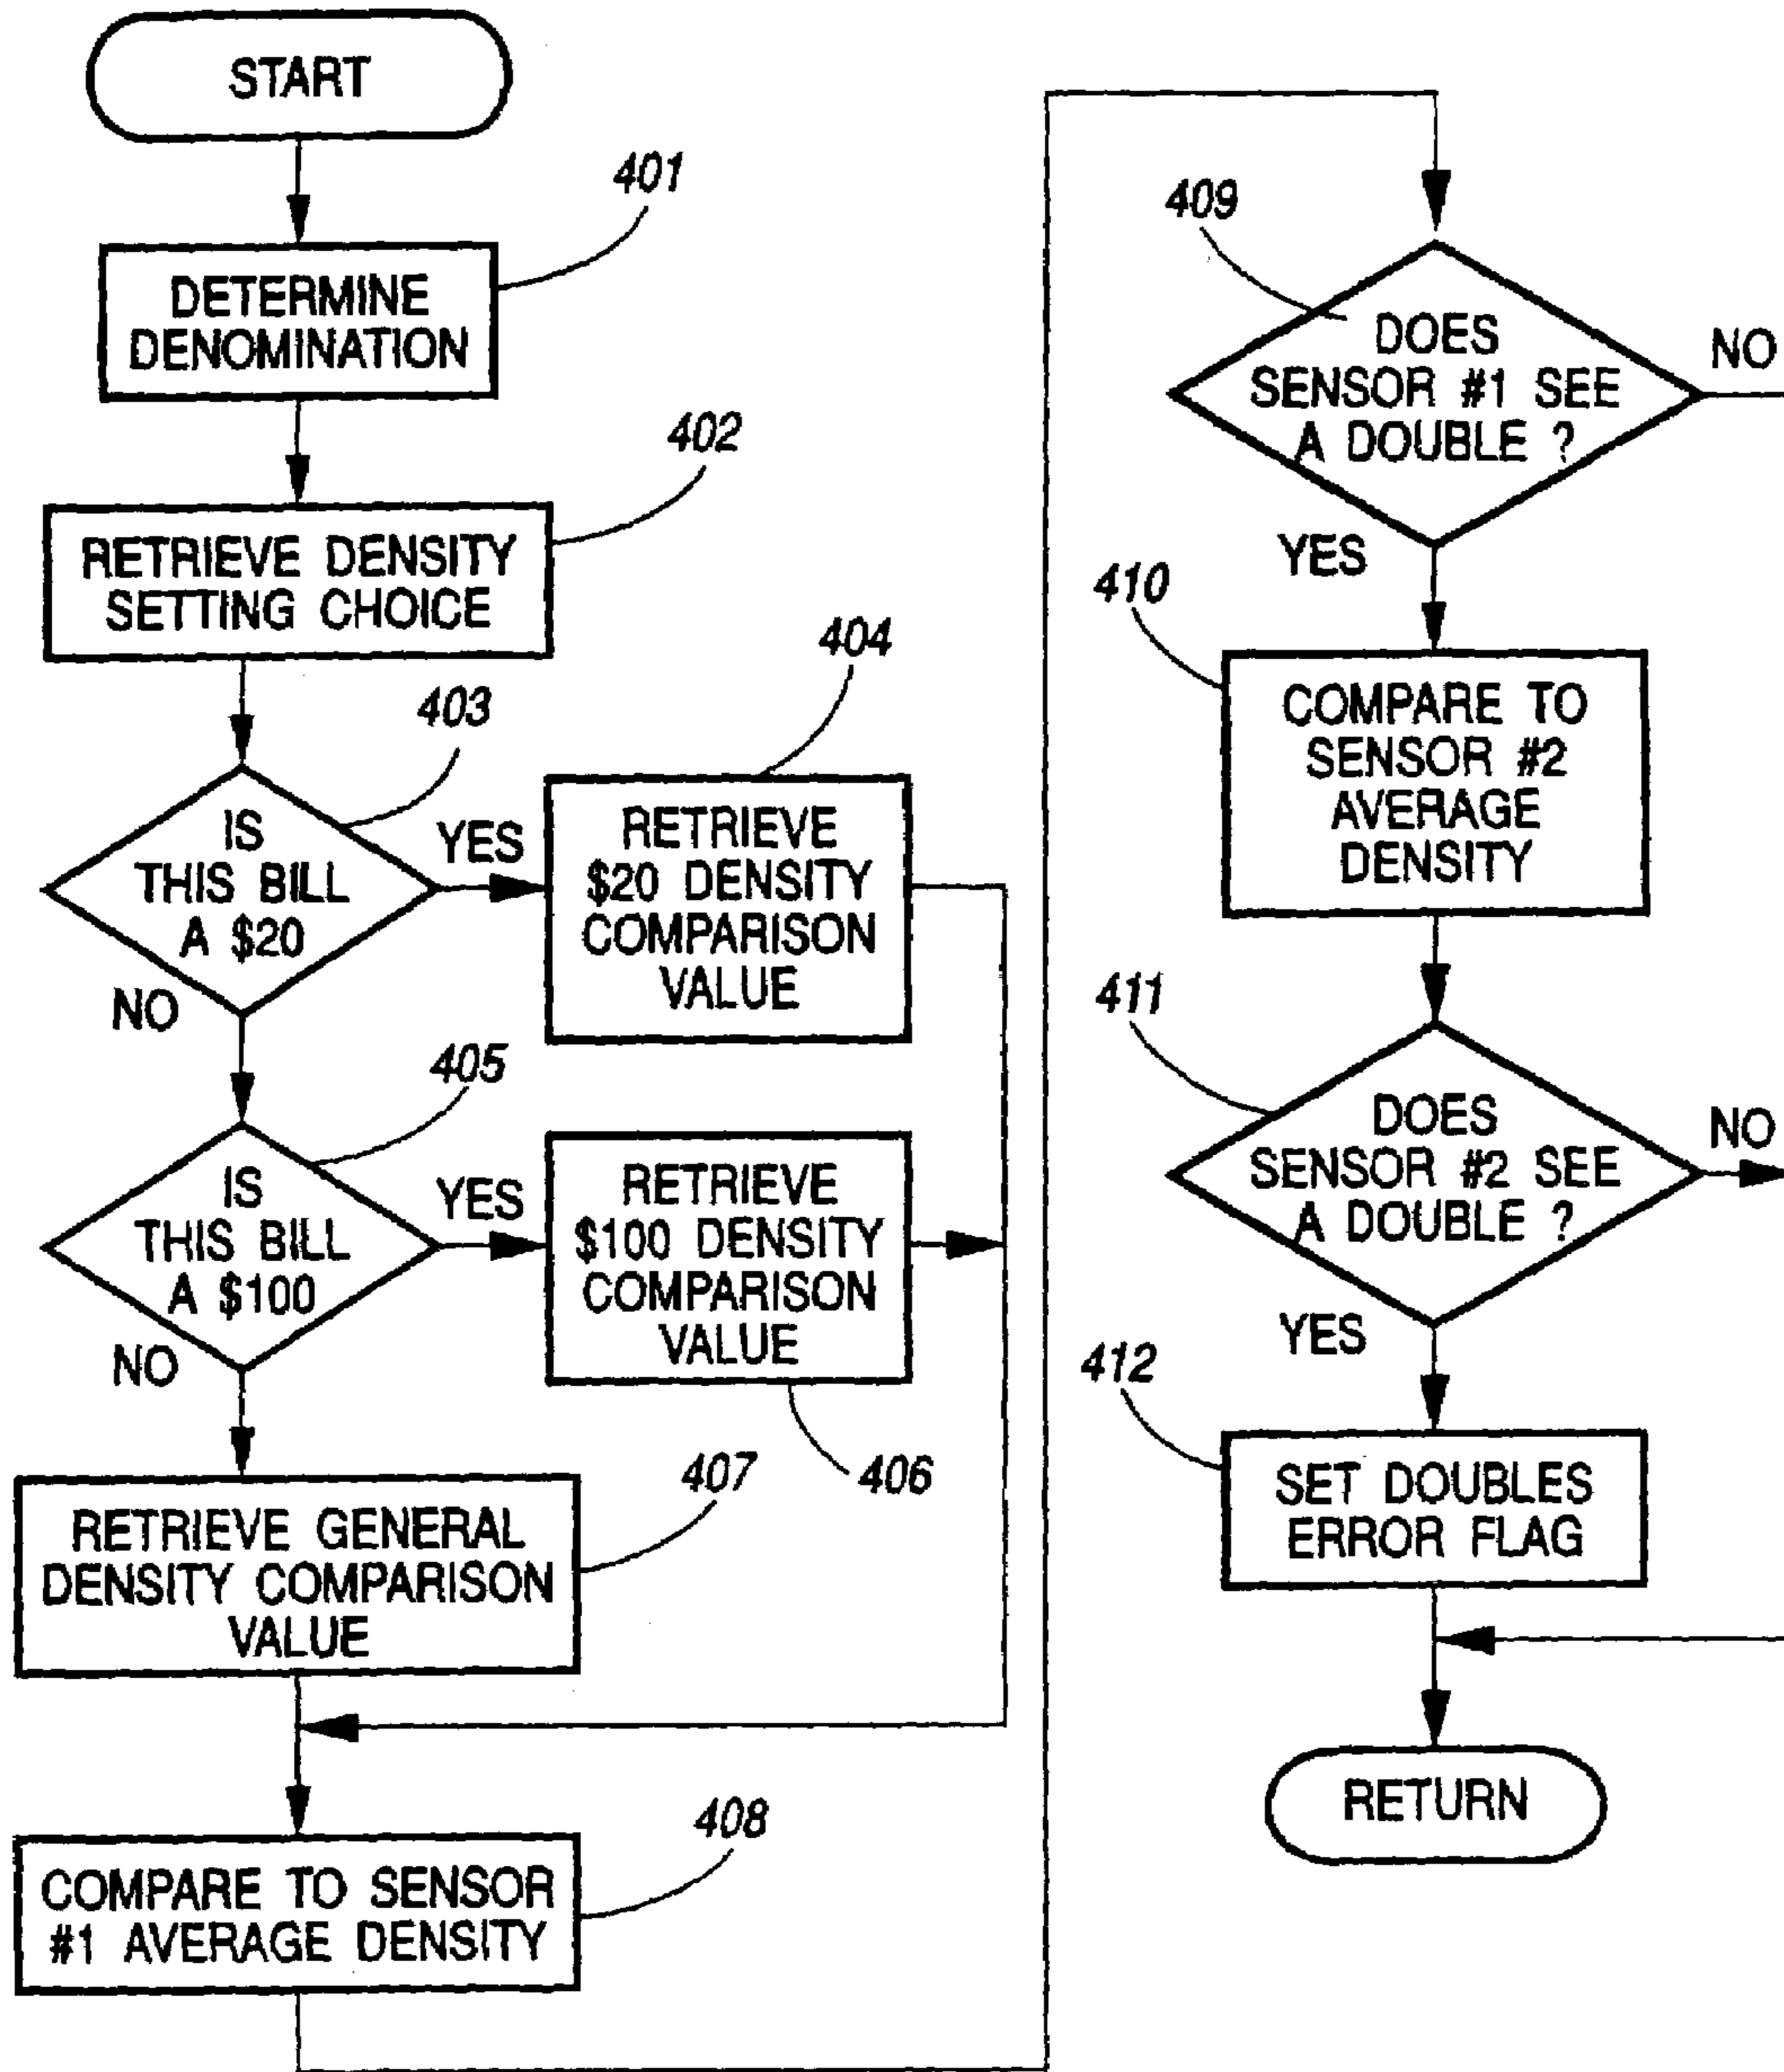 START
401
DETERMINE
DENOMINATION
402
RETRIEVE DENSITY
SETTING CHOICE
403
IS
THIS BILL
A $20
YES
NO
404
RETRIEVE
$20 DENSITY
COMPARISON
VALUE
405
IS
THIS BILL
A $100
YES
NO
RETRIEVE
$100 DENSITY
COMPARISON
VALUE
406
407
RETRIEVE GENERAL
DENSITY COMPARISON
VALUE
408
COMPARE TO SENSOR
#1 AVERAGE DENSITY
409
DOES
SENSOR #1 SEE
A DOUBLE ?
NO
YES
410
COMPARE TO
SENSOR #2
AVERAGE
DENSITY
411
DOES
SENSOR #2 SEE
A DOUBLE ?
NO
YES
412
SET DOUBLES
ERROR FLAG
RETURN